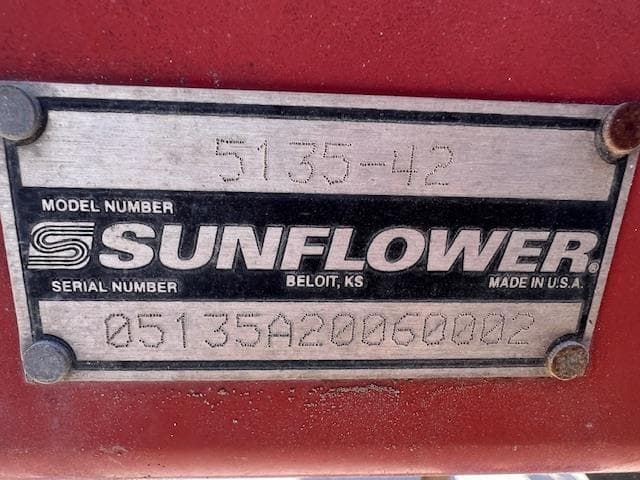 5135-42
MODEL NUMBER
SUNFLOWER®
SERIAL NUMBER
BELOIT, KS
MADE IN U.S.A.
05135A20060002